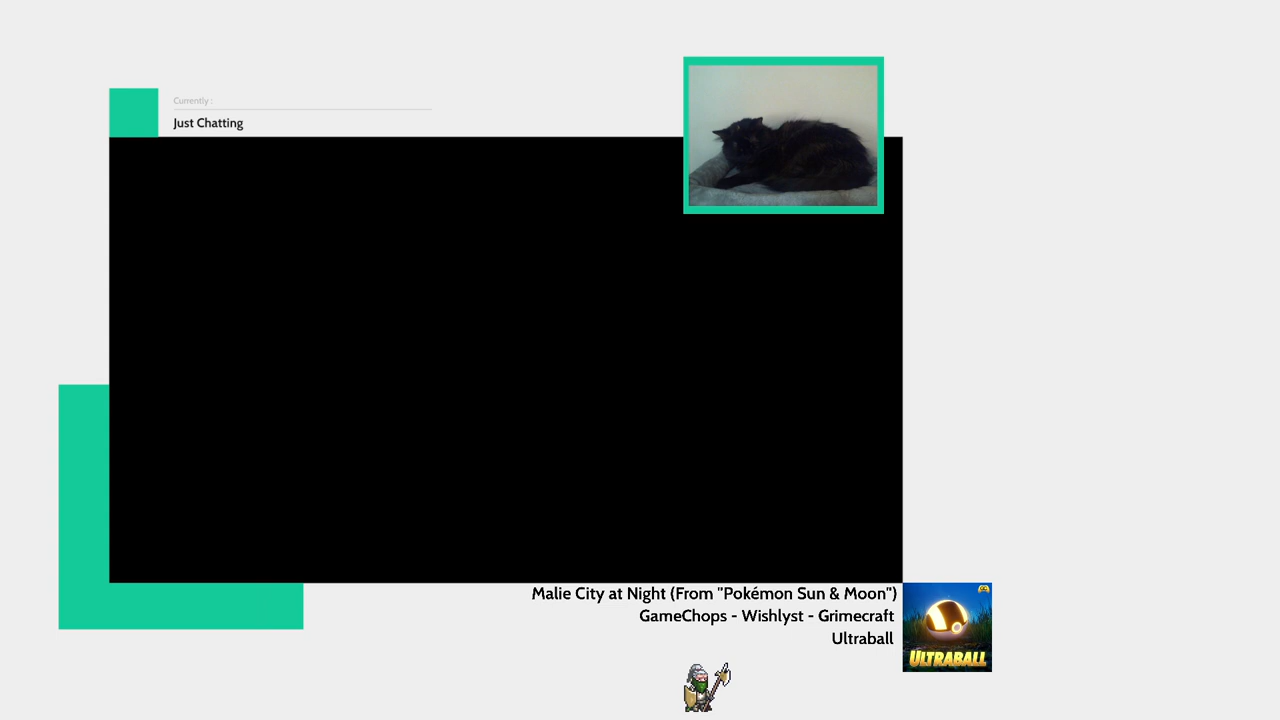 Currently :
Just Chatting
Malie City at Night (From "Pokémon Sun & Moon")
GameChops - Wishlyst - Grimecraft
Ultraball
ULTRABALL